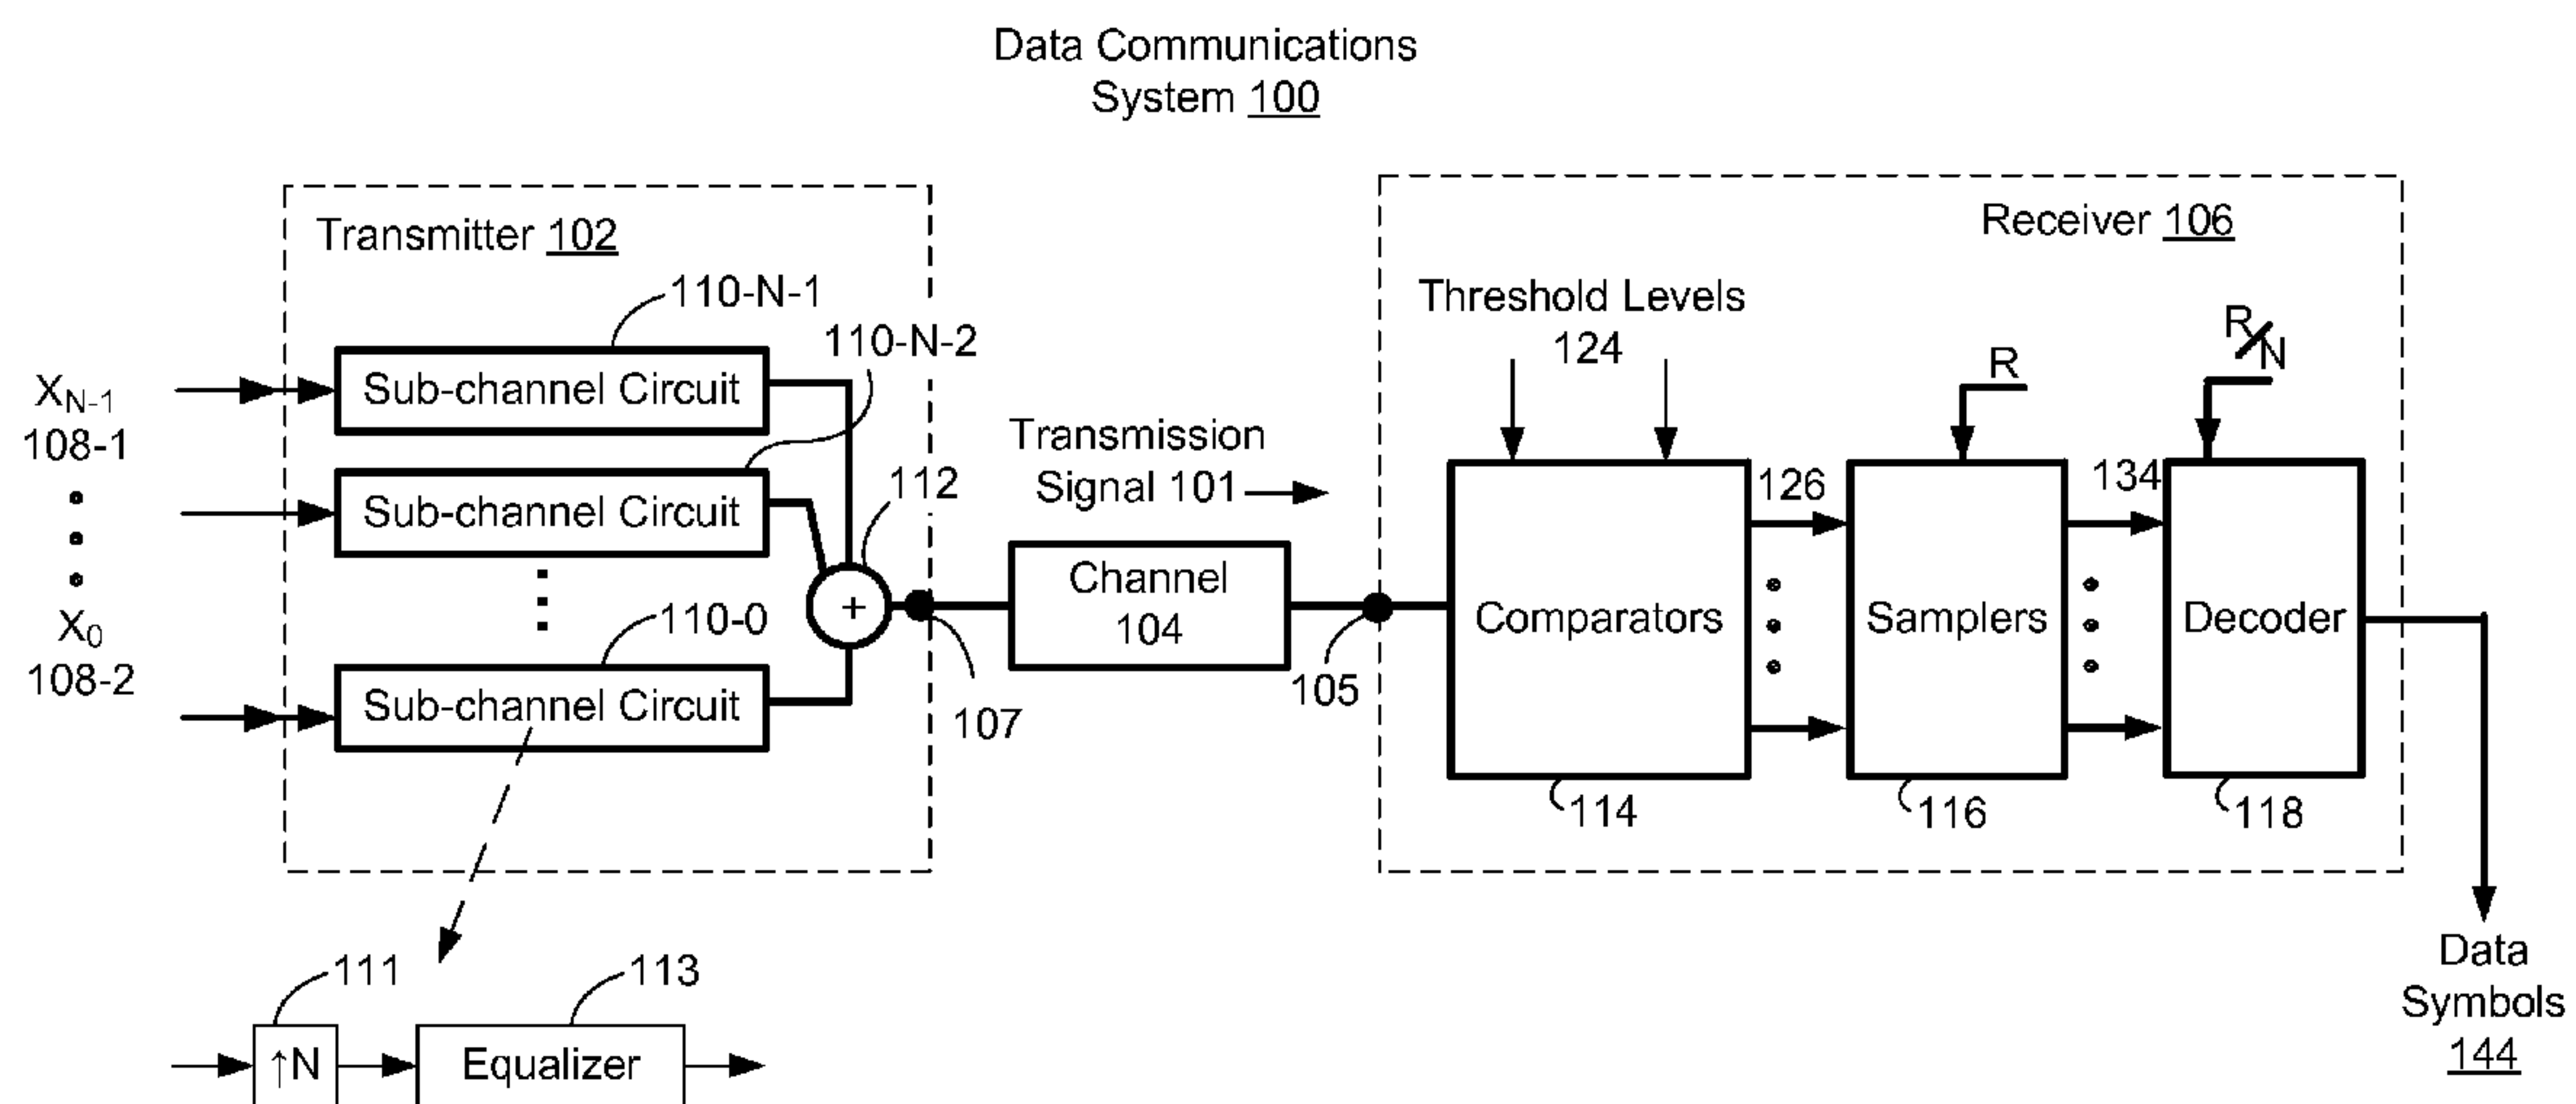 Data Communications
System 100
Transmitter 102
Receiver 106
110-N-1
110-N-2
Sub-channel Circuit
X_{N-1}
108-1
Sub-channel Circuit
X_0
108-2
110-0
Sub-channel Circuit
112
+
107
Transmission
Signal 101
Channel
104
105
Threshold Levels
124
R
R/N
126
134
Comparators
Samplers
Decoder
114
116
118
111
113
↑N
Equalizer
Data
Symbols
144